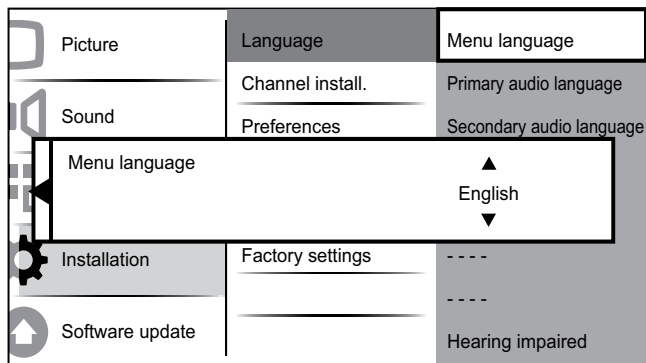 Picture
Language
Menu language
Channel install.
Primary audio language
Sound
Preferences
Secondary audio language
Menu language
English
Installation
Factory settings
- - - -
- - - -
Software update
Hearing impaired